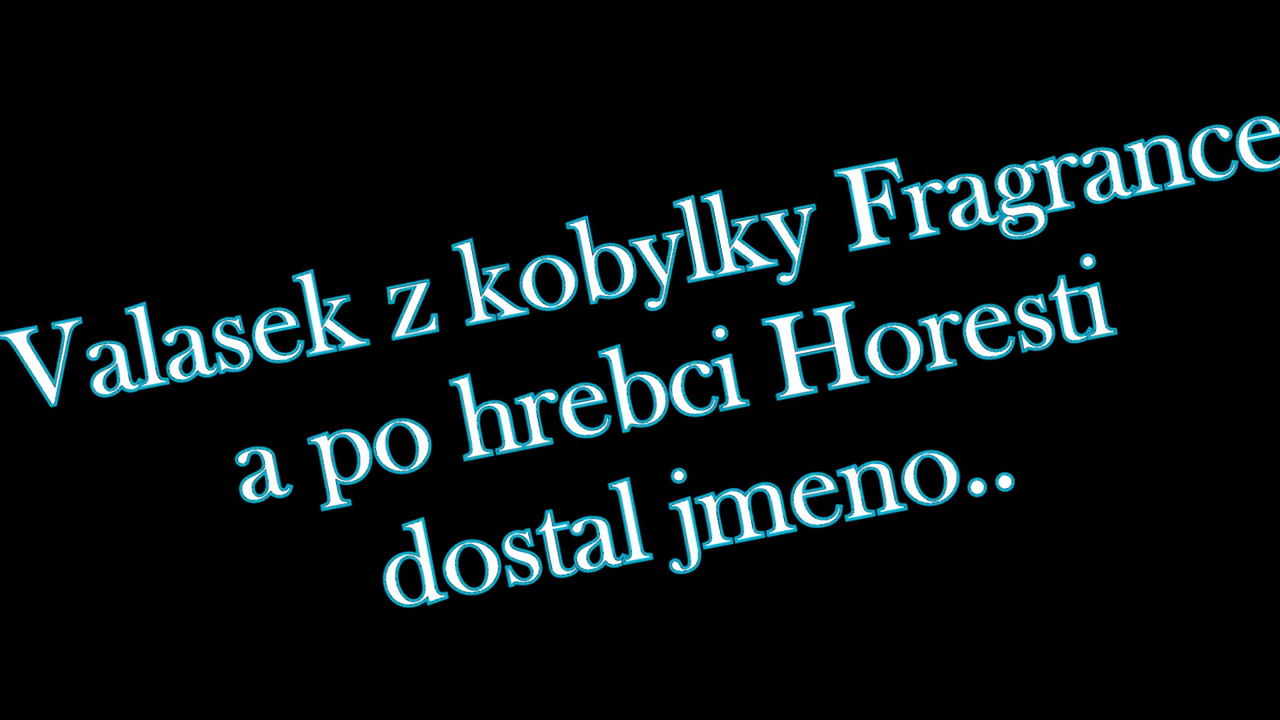 Valasek z kobylky Fragrance
a po hrebci Horesti
dostal jmeno..